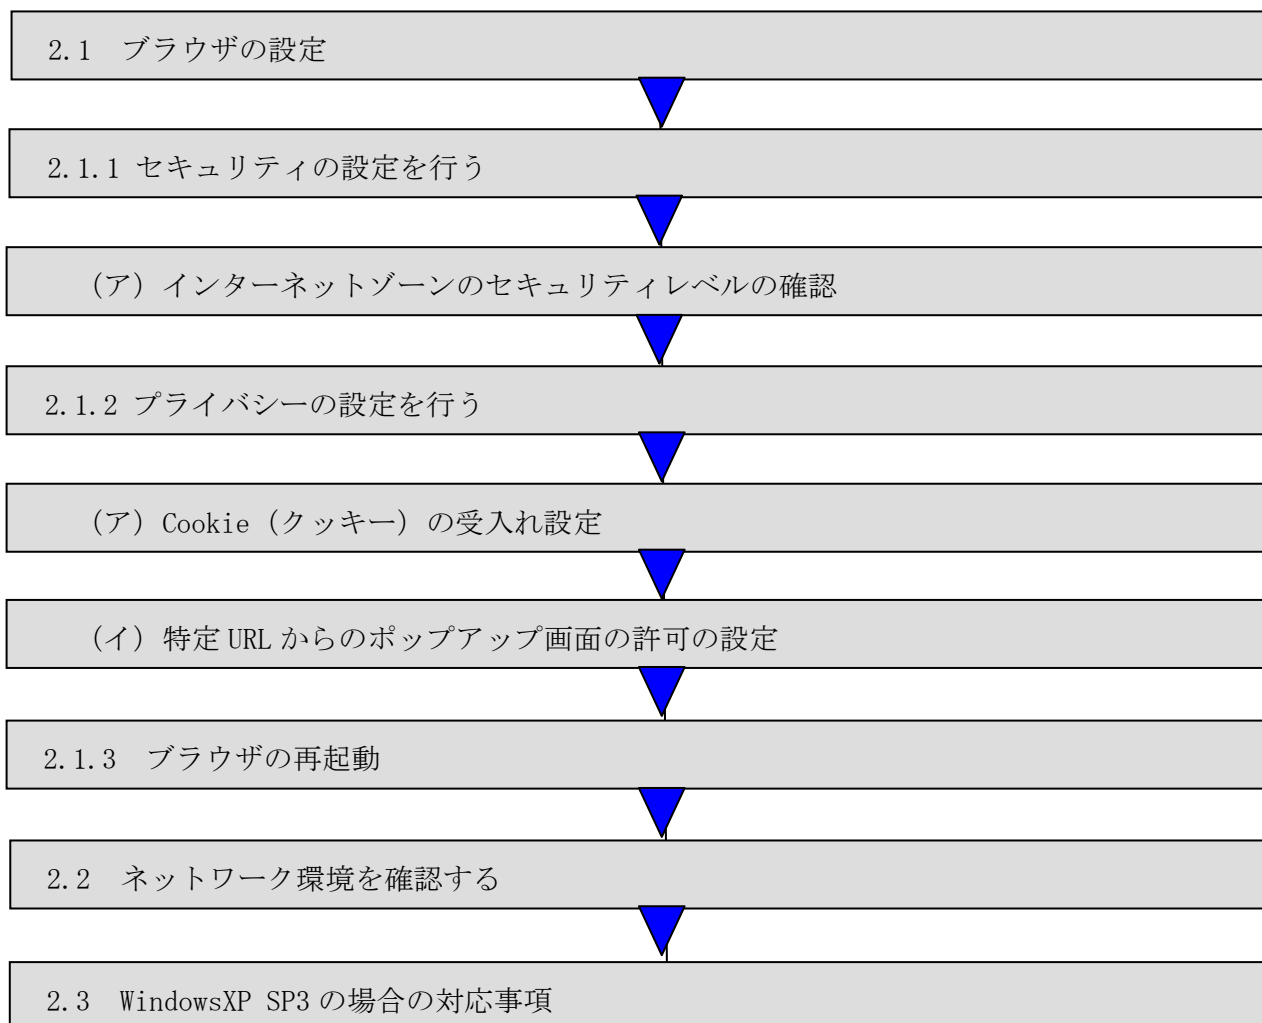 2.1　ブラウザの設定
2.1.1 セキュリティの設定を行う
（ア）インターネットゾーンのセキュリティレベルの確認
2.1.2 プライバシーの設定を行う
（ア）Cookie（クッキー）の受入れ設定
（イ）特定 URL からのポップアップ画面の許可の設定
2.1.3　ブラウザの再起動
2.2　ネットワーク環境を確認する
2.3　WindowsXP SP3 の場合の対応事項